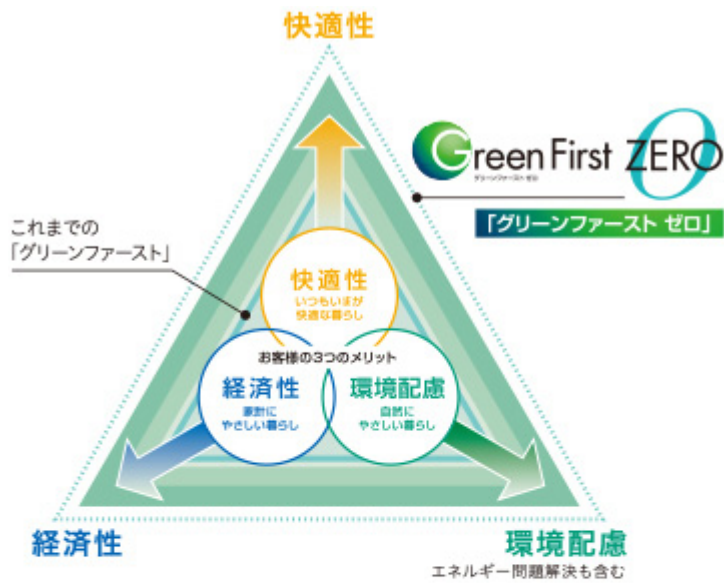 快適性
Green First ZERO
グリーンファースト ゼロ
「グリーンファースト ゼロ」
これまでの
「グリーンファースト」
快適性
いつもいまが
快適な暮らし
お客様の3つのメリット
経済性
家計に
やさしい暮らし
環境配慮
自然に
やさしい暮らし
経済性
環境配慮
エネルギー問題解決も含む